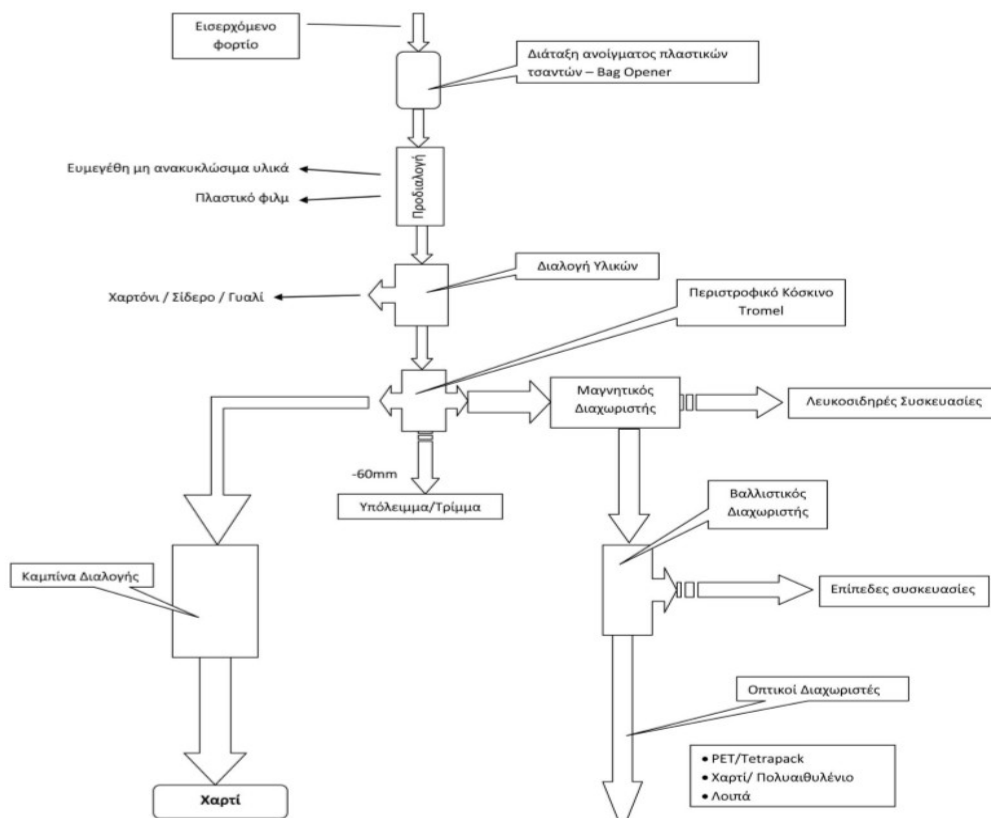 Εισερχόμενο
φορτίο
Διάταξη ανοίγματος πλαστικών
τσαντών – Bag Opener
Ευμεγέθη μη ανακυκλώσιμα υλικά
Πλαστικό φιλμ
Προδιαλογή
Διαλογή Υλικών
Χαρτόνι / Σίδερο / Γυαλί
Περιστροφικό Κόσκινο
Tromel
Μαγνητικός
Διαχωριστής
Λευκοσιδηρές Συσκευασίες
-60mm
Υπόλειμμα/Τρίμμα
Βαλλιστικός
Διαχωριστής
Καμπίνα Διαλογής
Επίπεδες συσκευασίες
Οπτικοί Διαχωριστές
• PET/Tetrapack
• Χαρτί/ Πολυαιθυλένιο
• Λοιπά
Χαρτί